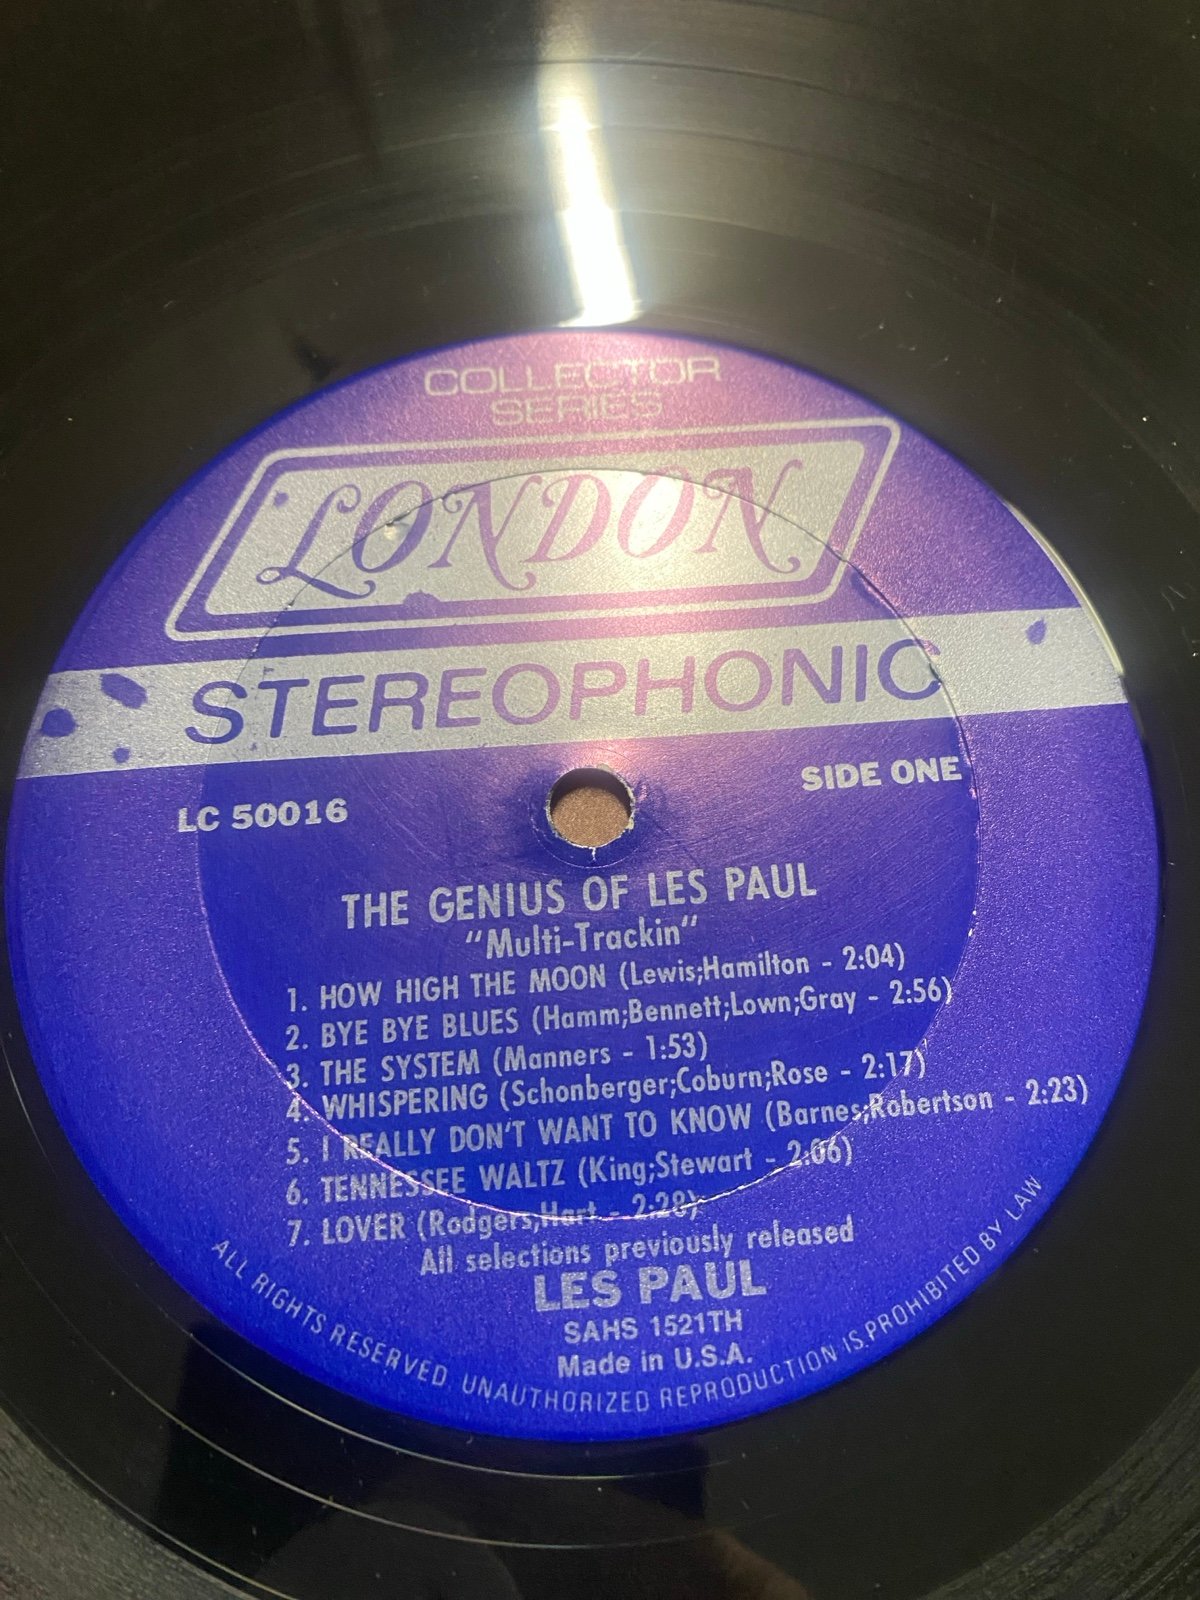 COLLECTOR
SERIES
LONDON
STEREOPHONIC
LC 50016
SIDE ONE
THE GENIUS OF LES PAUL
"Multi-Trackin"
1. HOW HIGH THE MOON (Lewis;Hamilton - 2:04)
2. BYE BYE BLUES (Hamm;Bennett;Lown;Gray - 2:56)
3. THE SYSTEM (Manners - 1:53)
4. WHISPERING (Schonberger;Coburn;Rose - 2:17)
5. I REALLY DON'T WANT TO KNOW (Barnes;Robertson - 2:23)
6. TENNESSEE WALTZ (King;Stewart - 2:06)
7. LOVER (Rodgers;Hart - 2:28)
All selections previously released
LES PAUL
SAHS 1521TH
Made in U.S.A.
ALL RIGHTS RESERVED. UNAUTHORIZED REPRODUCTION IS PROHIBITED BY LAW